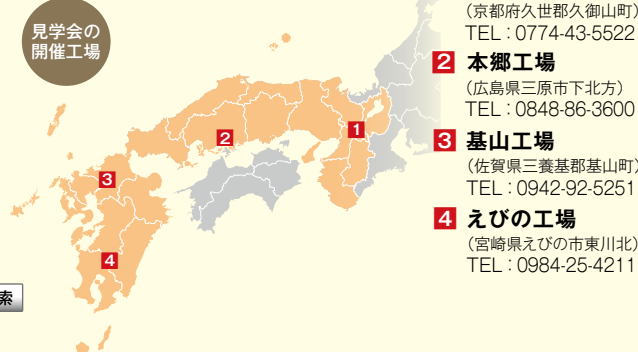 見学会の
開催工場
(京都府久世郡久御山町)
TEL：0774-43-5522
2 本郷工場
(広島県三原市下北方)
TEL：0848-86-3600
3 基山工場
(佐賀県三養基郡基山町)
TEL：0942-92-5251
4 えびの工場
(宮崎県えびの市東川北)
TEL：0984-25-4211
1
2
3
4
索